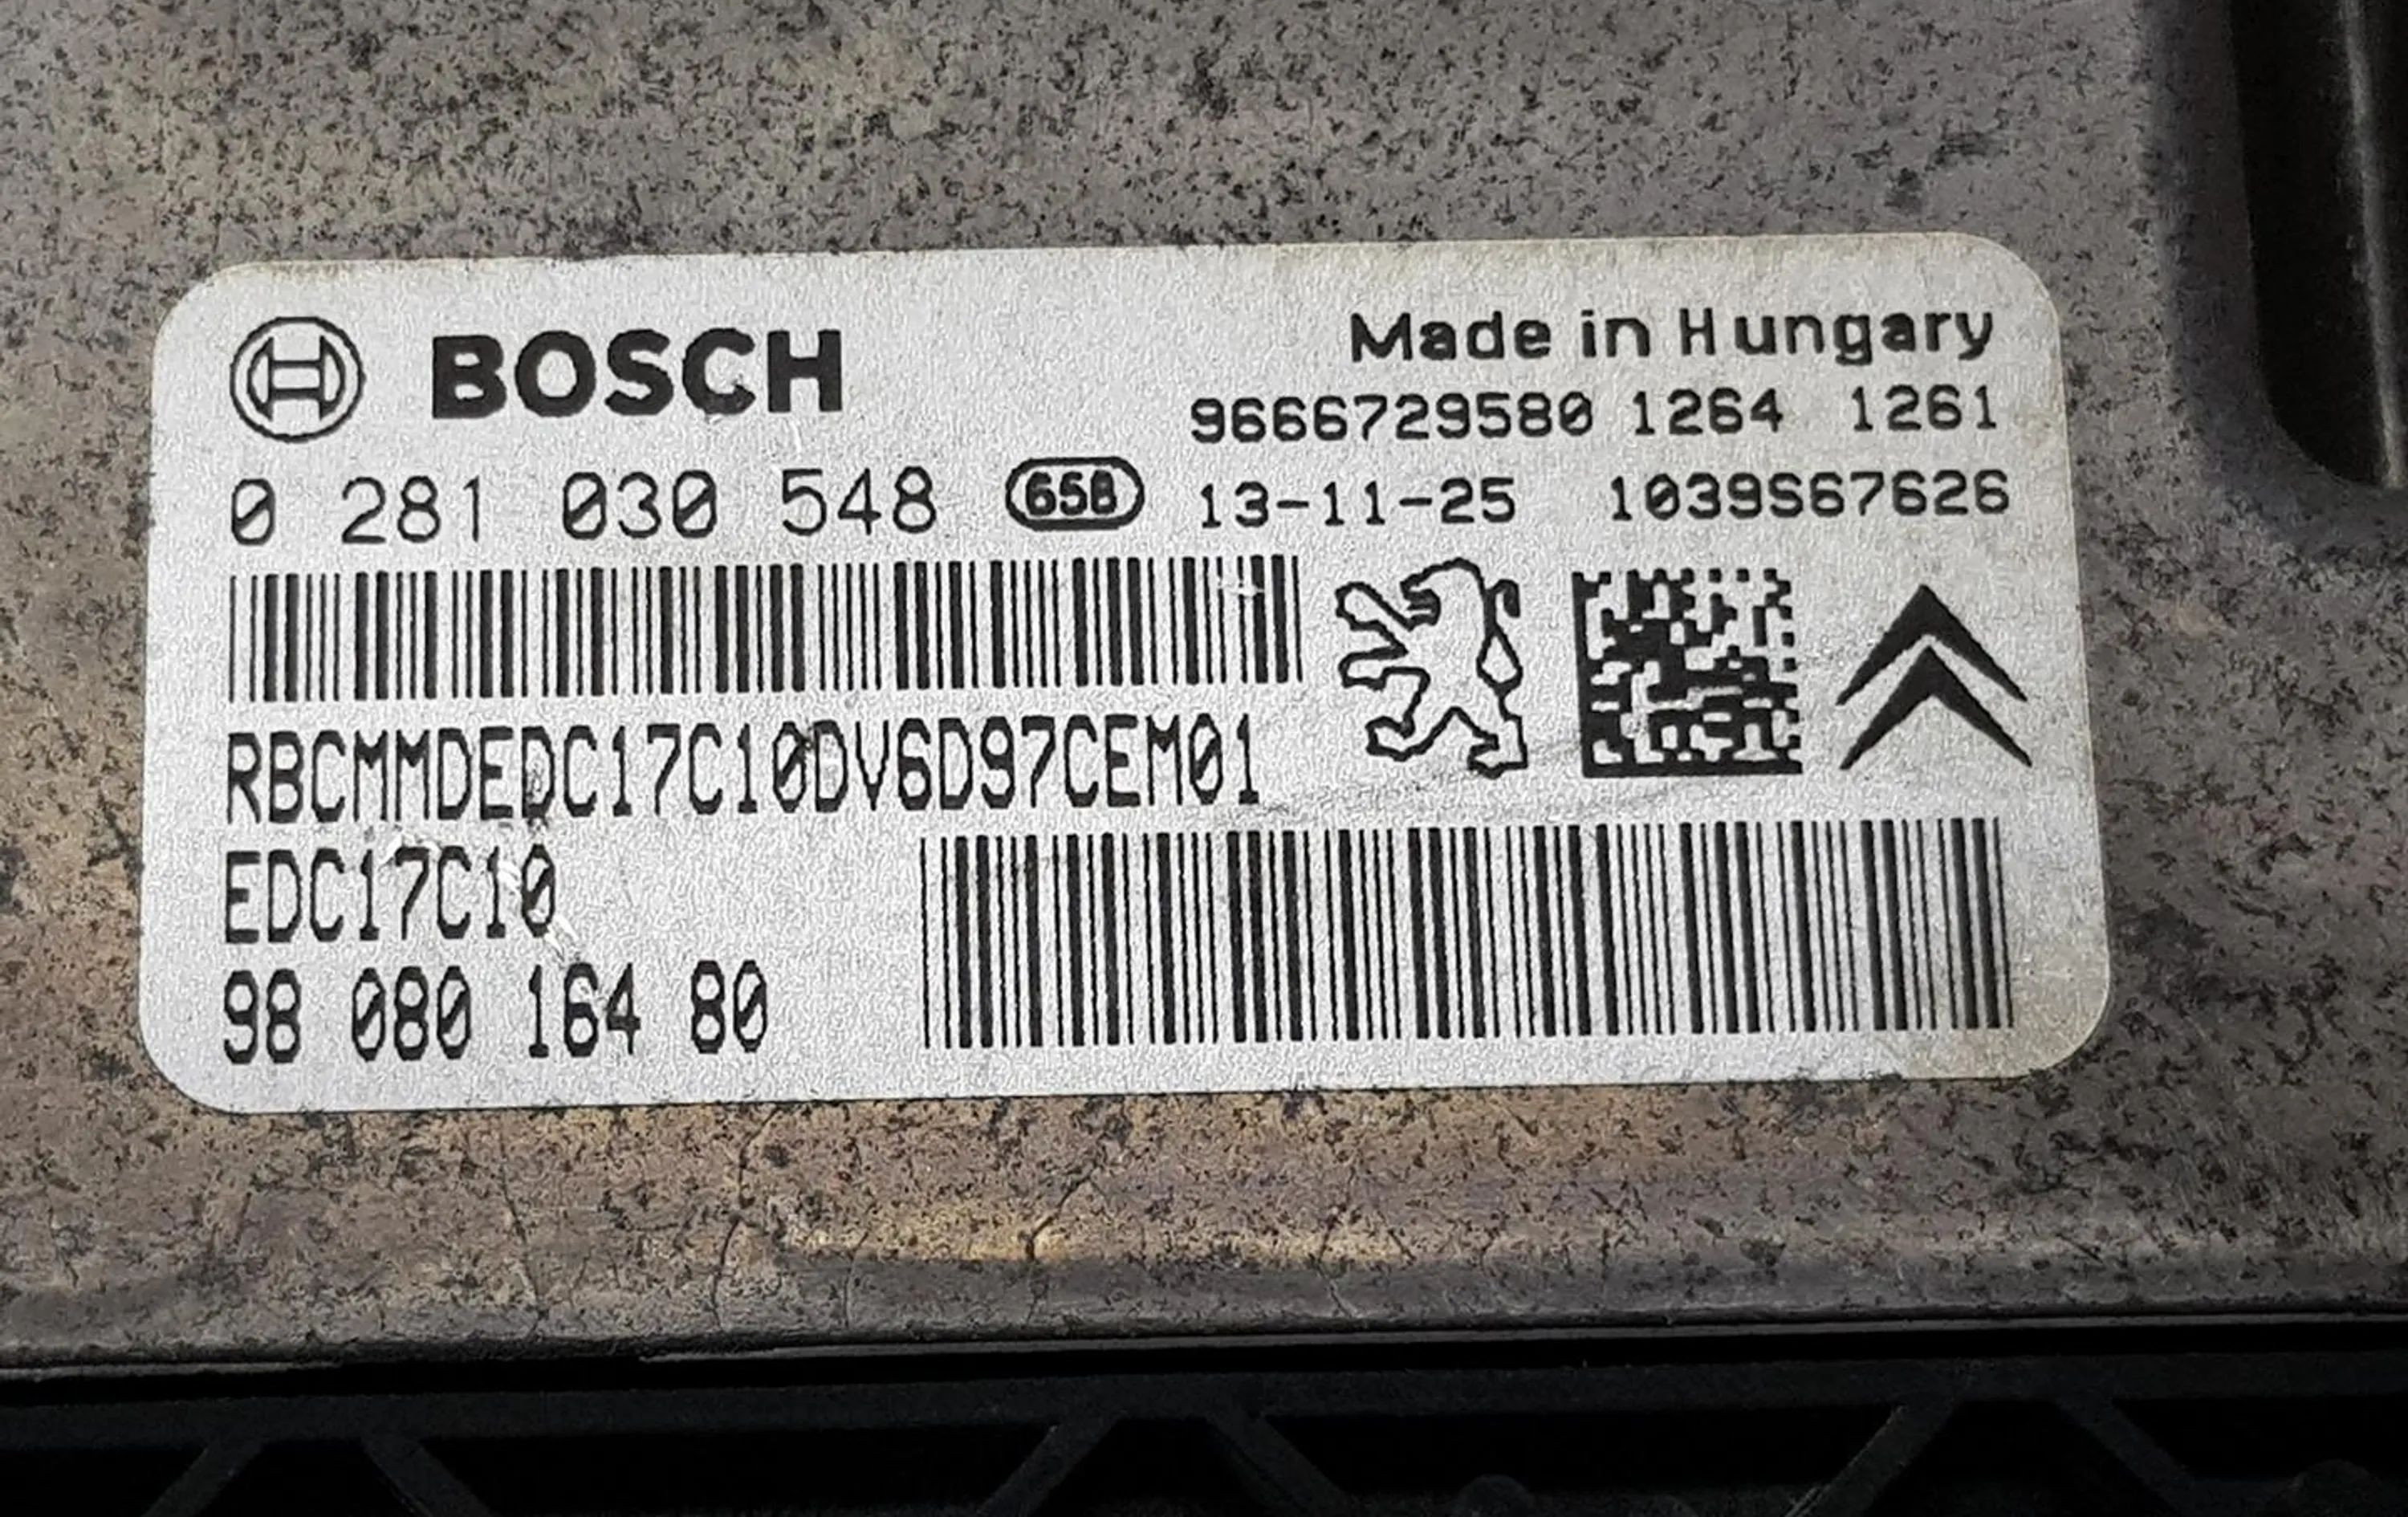 BOSCH
Made in Hungary
9666729580 1264 1261
0 281 030 548 658 13-11-25 1039S67626
RBCMMDEDC17C10DV6D97CEM01
EDC17C10
98 080 164 80